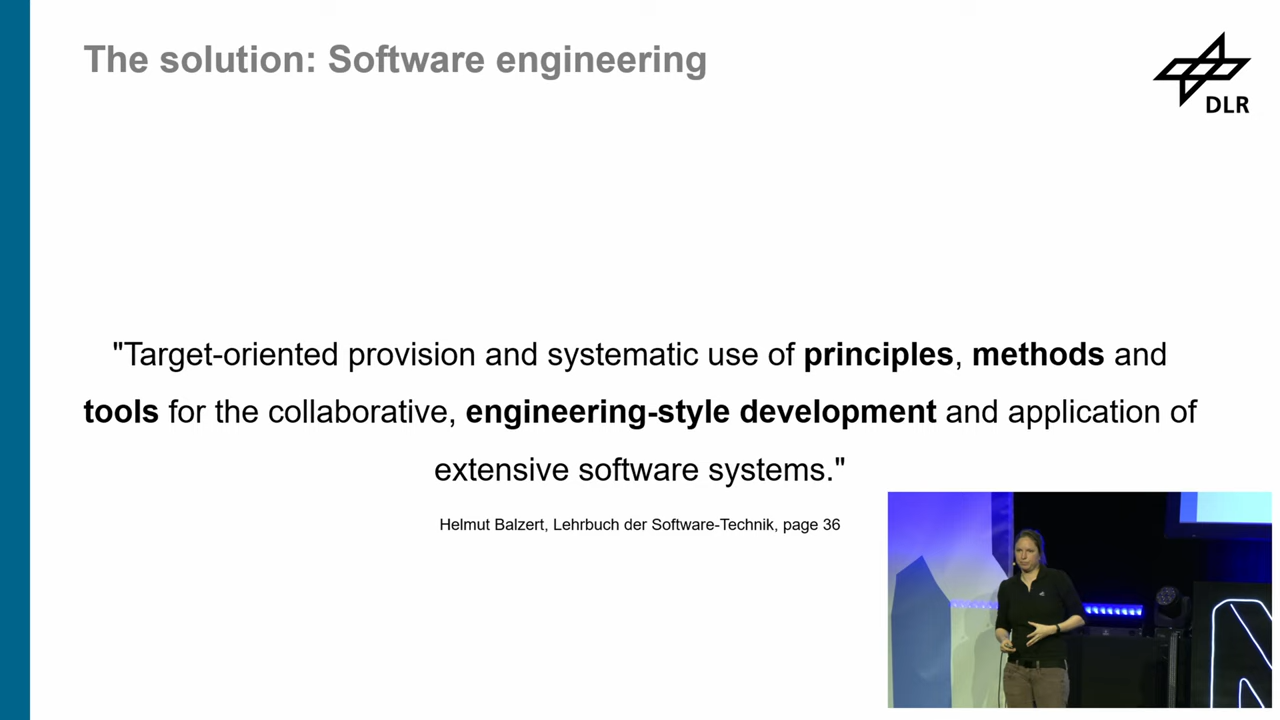 The solution: Software engineering
DLR
"Target-oriented provision and systematic use of principles, methods and
tools for the collaborative, engineering-style development and application of
extensive software systems."
Helmut Balzert, Lehrbuch der Software-Technik, page 36